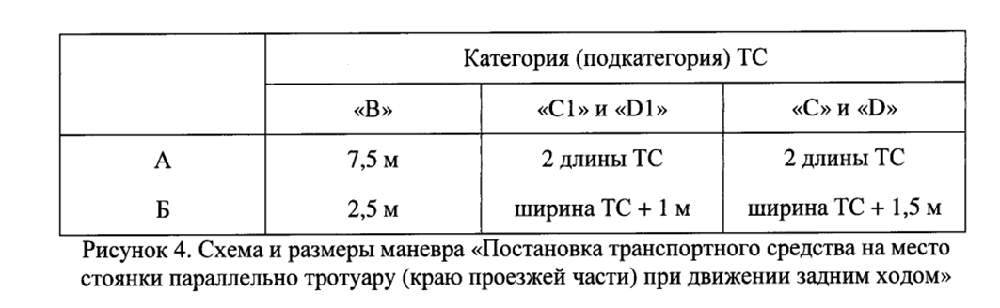 Категория (подкатегория) ТС
«В» «С1» и «D1» «С» и «D»
А 7,5 м 2 длины ТС 2 длины ТС
Б 2,5 м ширина ТС + 1 м ширина ТС + 1,5 м
Рисунок 4. Схема и размеры маневра «Постановка транспортного средства на место
стоянки параллельно тротуару (краю проезжей части) при движении задним ходом»